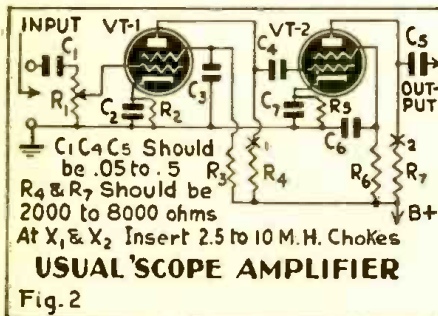 INPUT VT-1 VT-2
C1 C4 C5
R1 C2 R2 C3 C7 R5 C6 OUT-
PUT
1 2
R3 R4 R6 R7
B+
C1 C4 C5 Should
be .05 to .5
R4 & R7 Should be
2000 to 8000 ohms
At X1 & X2 Insert 2.5 to 10 M.H. Chokes
USUAL 'SCOPE AMPLIFIER
Fig. 2